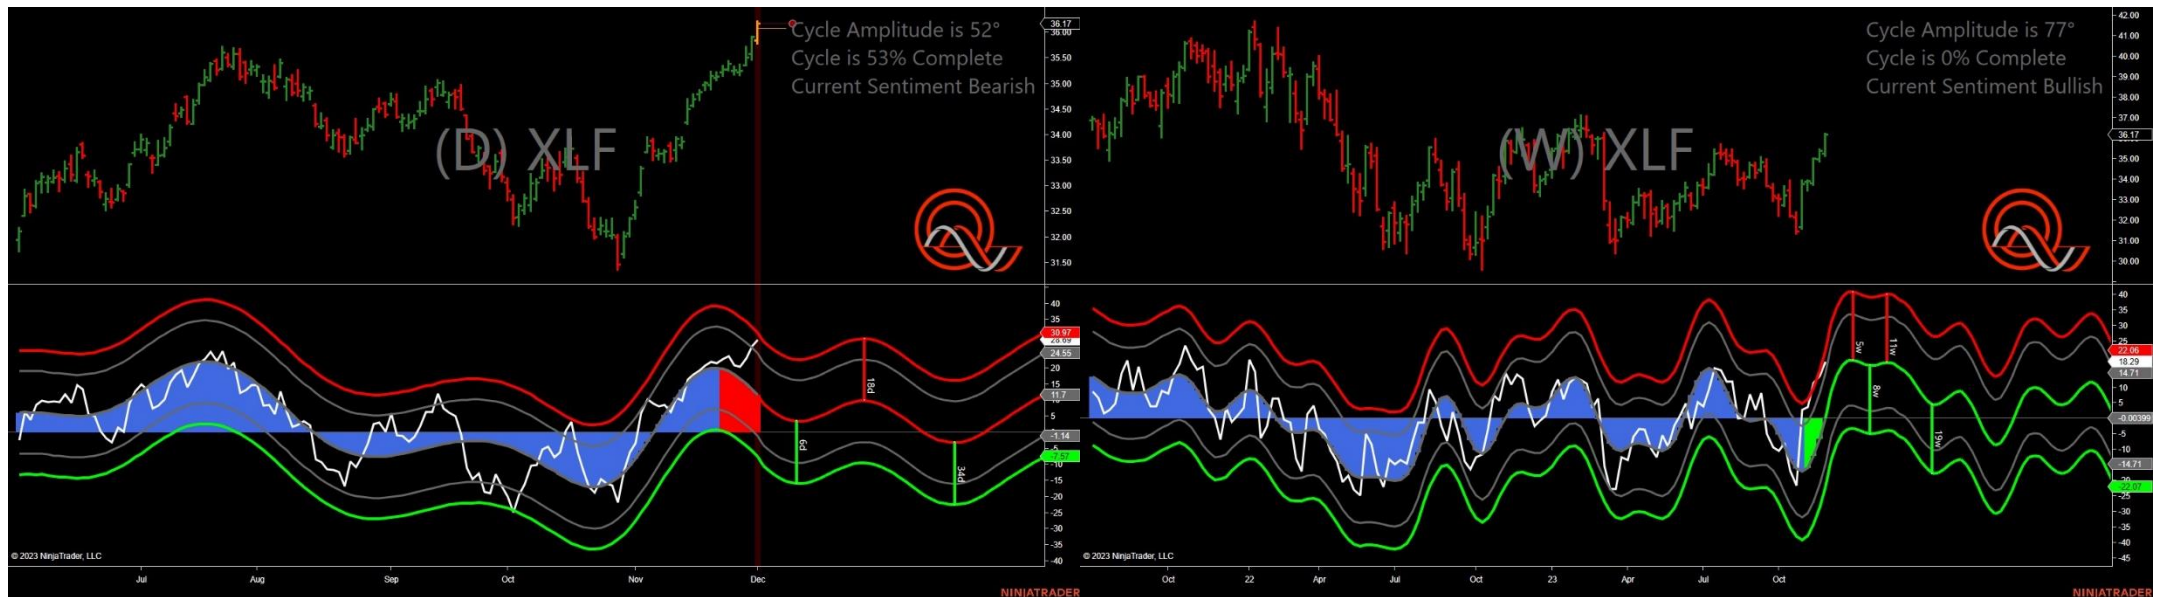 Cycle Amplitude is 52°
Cycle is 53% Complete
Current Sentiment Bearish
(D) XLF
36.17
36.00
35.50
35.00
34.50
34.00
33.50
33.00
32.50
32.00
31.50
40
35
30.97
28.69
24.55
20
15
11.7
5
-1.14
-7.57
-10
-15
-20
-25
-30
-35
-40
18d
6d
34d
© 2023 NinjaTrader, LLC
Jul
Aug
Sep
Oct
Nov
Dec
NINJATRADER
Cycle Amplitude is 77°
Cycle is 0% Complete
Current Sentiment Bullish
(W) XLF
42.00
41.00
40.00
39.00
38.00
37.00
36.17
35.00
34.00
33.00
32.00
31.00
30.00
40
35
30
25
22.06
18.29
14.71
10
5
-0.00399
-5
-10
-14.71
-22.07
-25
-30
-35
-40
-45
5w
11w
8w
19w
© 2023 NinjaTrader, LLC
Oct
22
Apr
Jul
Oct
23
Apr
Jul
Oct
NINJATRADER